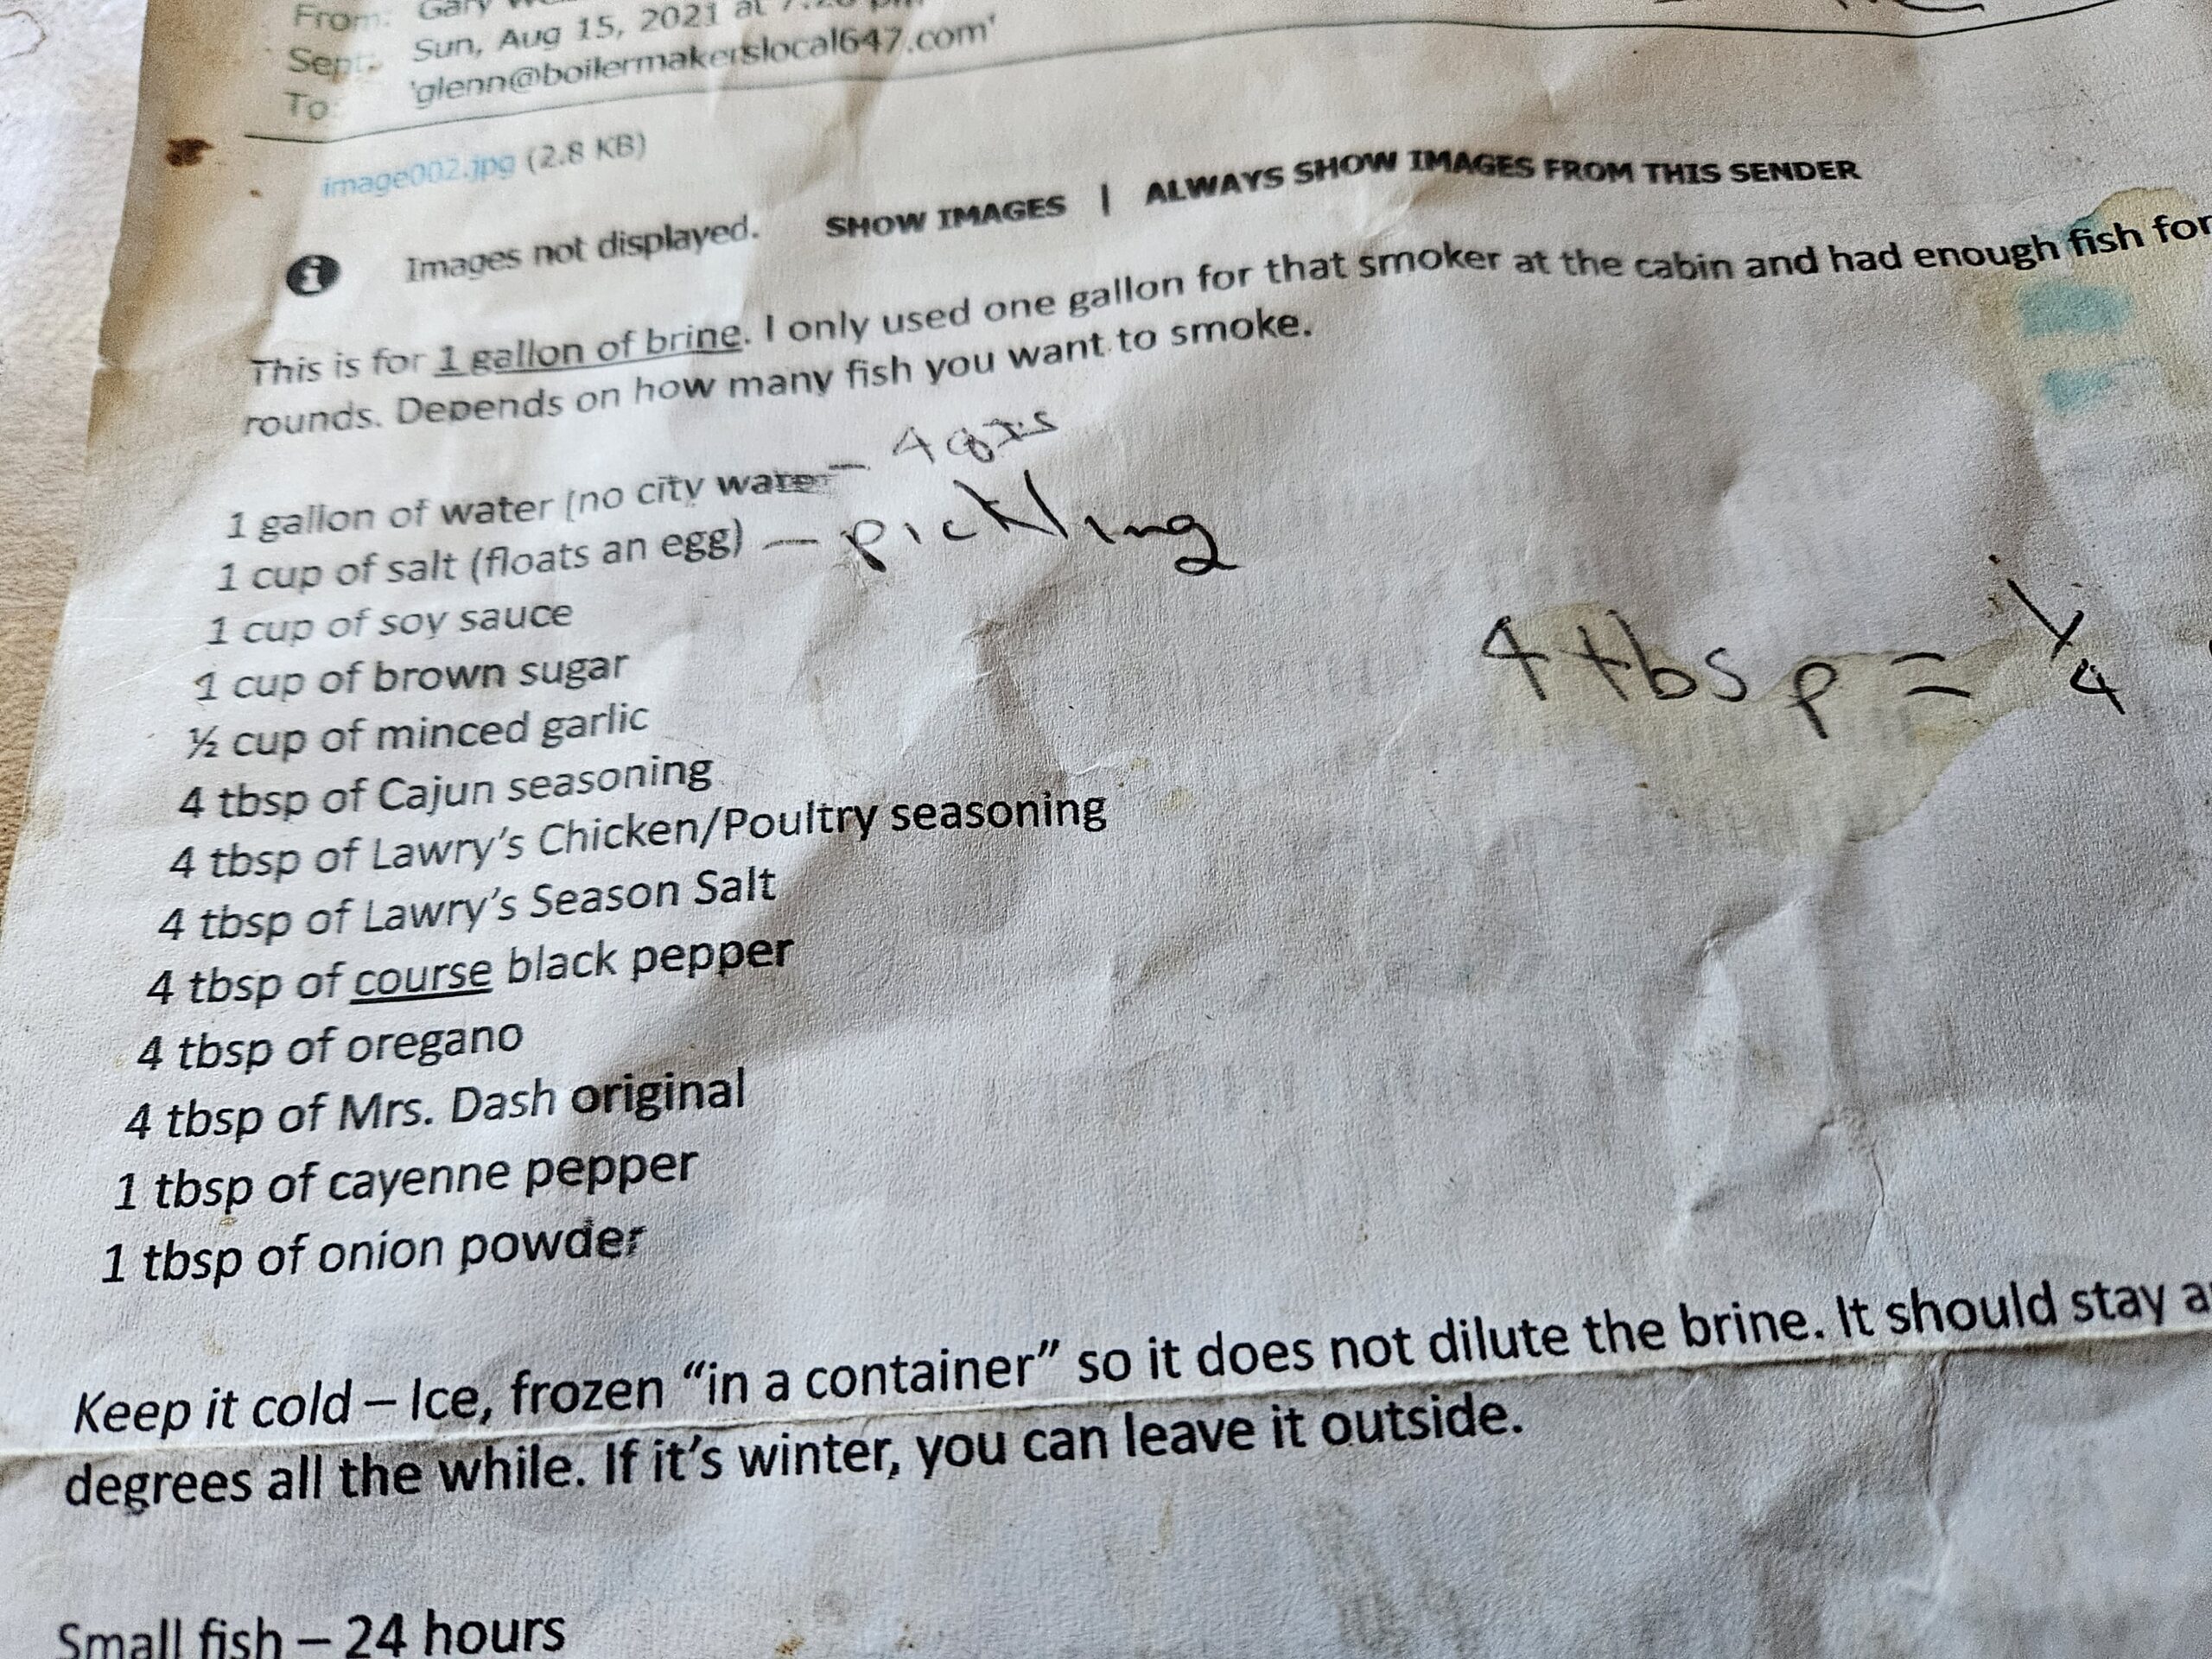 From: Gary
Sept: Sun, Aug 15, 2021 at
To: 'glenn@boilermakerslocal647.com'
image002.jpg (2.8 KB)
Images not displayed. SHOW IMAGES | ALWAYS SHOW IMAGES FROM THIS SENDER
This is for 1 gallon of brine. I only used one gallon for that smoker at the cabin and had enough fish for
rounds. Depends on how many fish you want to smoke.
1 gallon of water (no city water – 4 qts
1 cup of salt (floats an egg) – pickling
1 cup of soy sauce
1 cup of brown sugar
4 tbsp = 1/4
½ cup of minced garlic
4 tbsp of Cajun seasoning
4 tbsp of Lawry's Chicken/Poultry seasoning
4 tbsp of Lawry's Season Salt
4 tbsp of course black pepper
4 tbsp of oregano
4 tbsp of Mrs. Dash original
1 tbsp of cayenne pepper
1 tbsp of onion powder
Keep it cold – Ice, frozen “in a container” so it does not dilute the brine. It should stay
degrees all the while. If it's winter, you can leave it outside.
Small fish – 24 hours